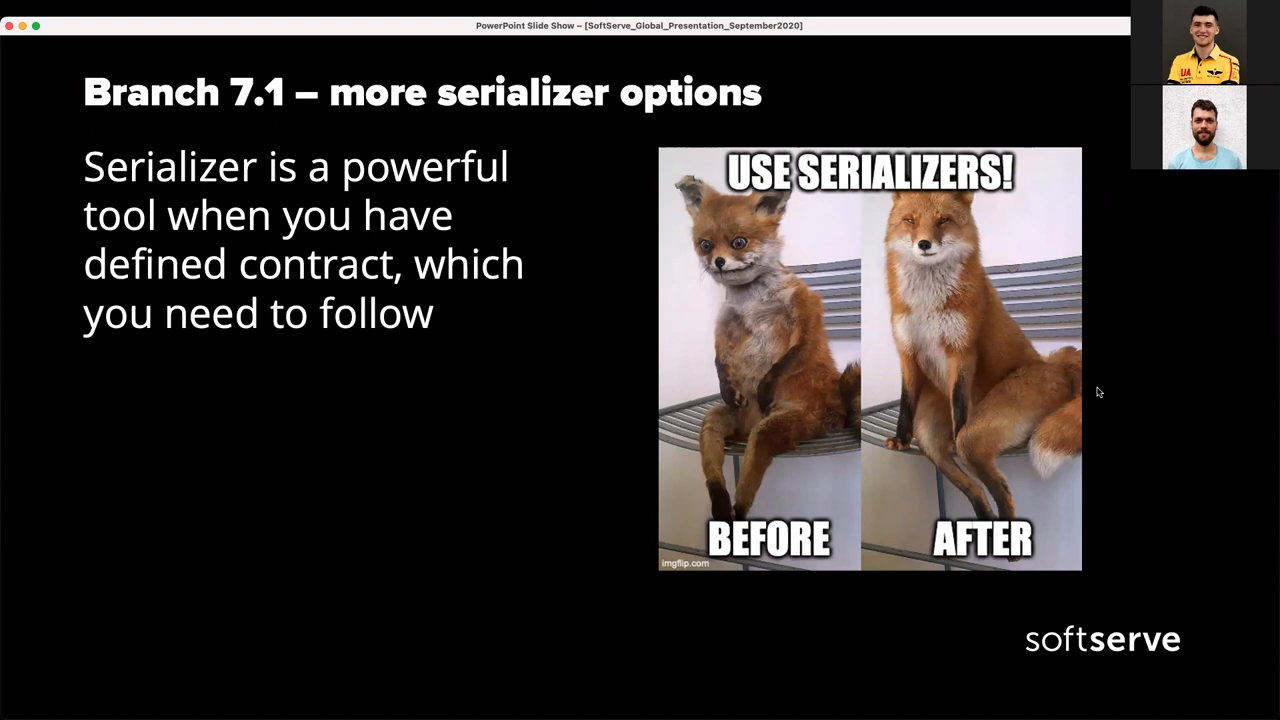 PowerPoint Slide Show – [SoftServe_Global_Presentation_September2020]
Branch 7.1 – more serializer options
Serializer is a powerful
tool when you have
defined contract, which
you need to follow
USE SERIALIZERS!
BEFORE
AFTER
imgflip.com
softserve
UA